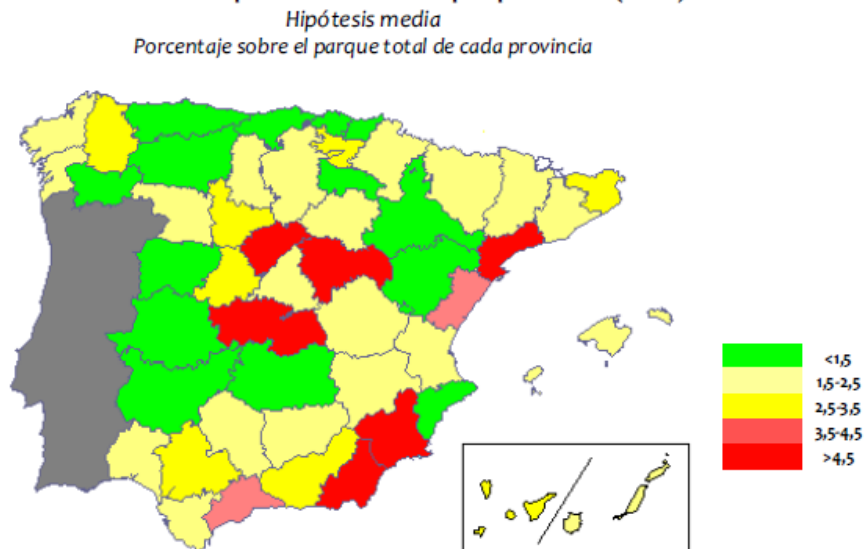 Hipótesis media
Porcentaje sobre el parque total de cada provincia
<1,5
1,5-2,5
2,5-3,5
3,5-4,5
>4,5